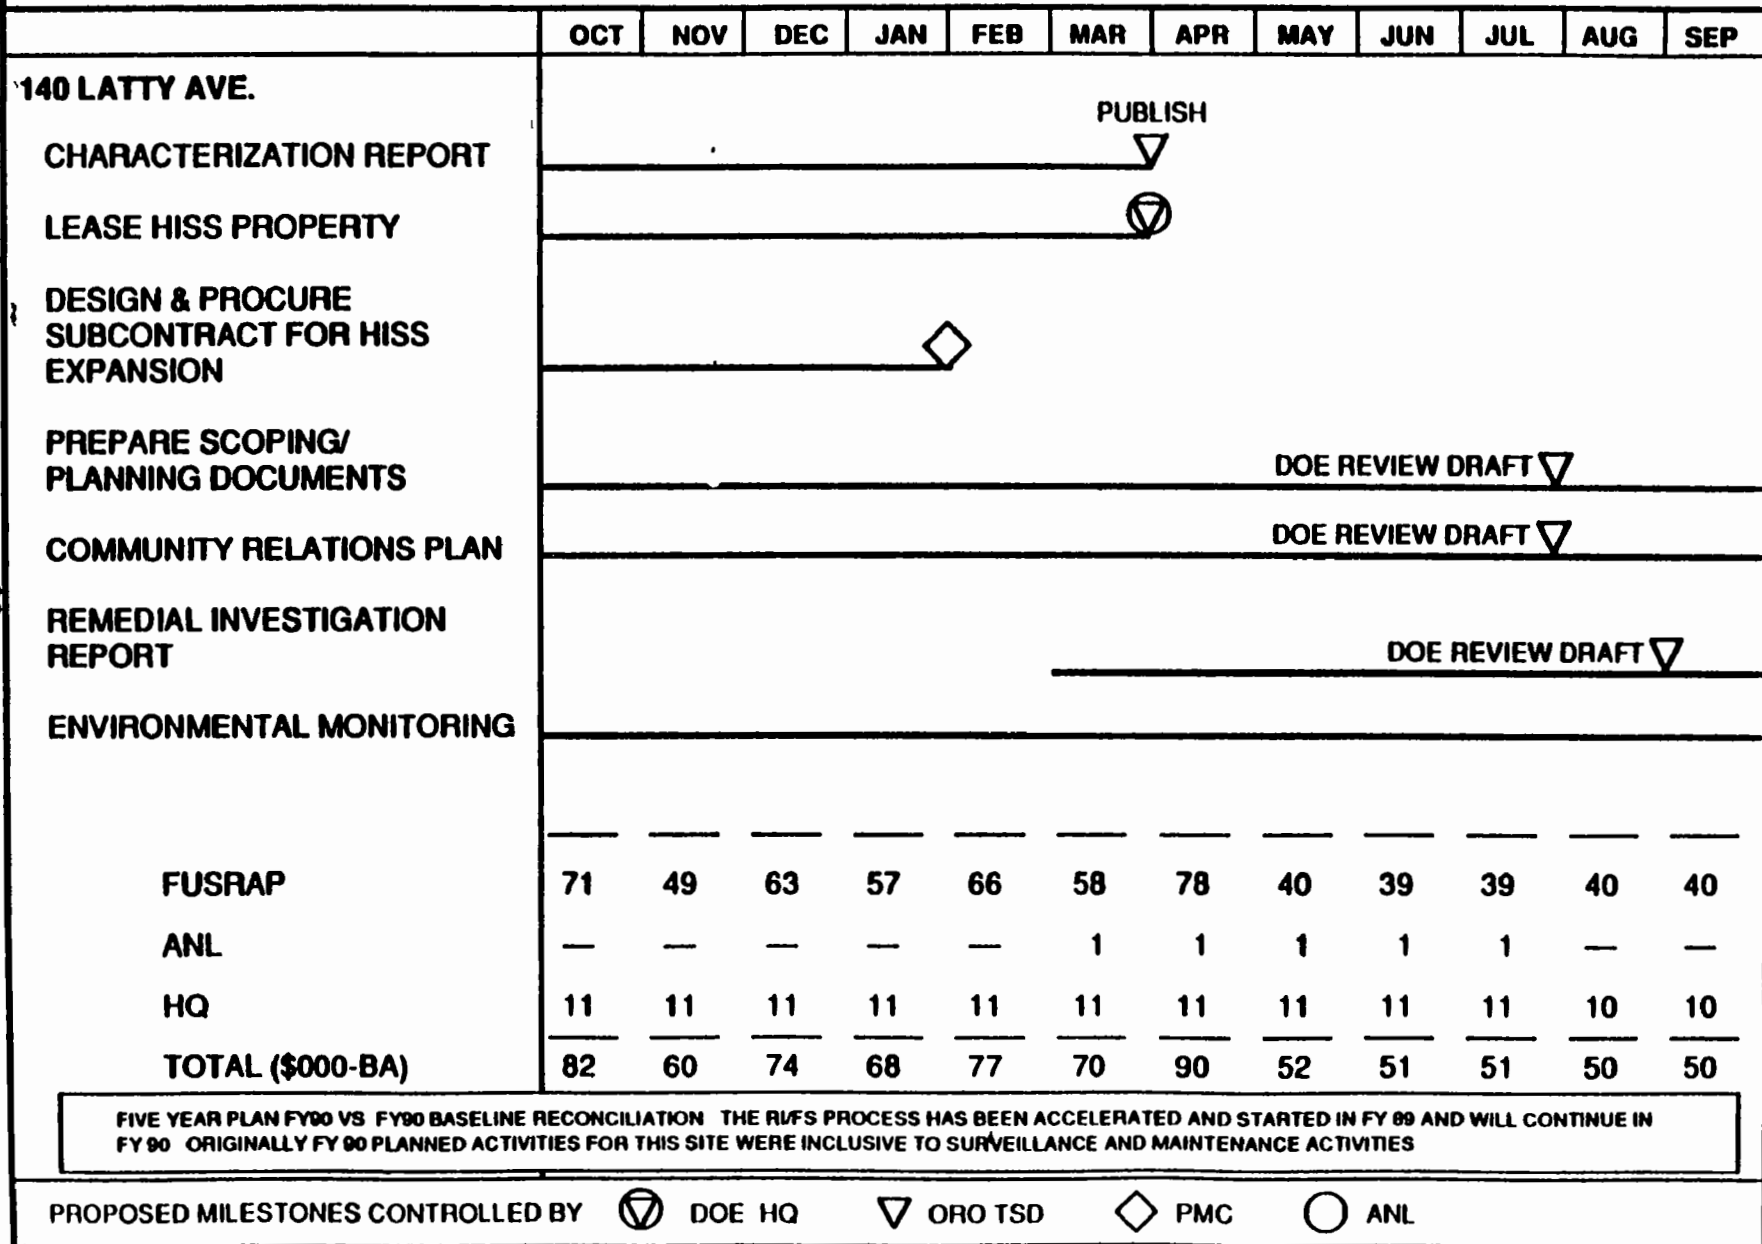 OCT NOV DEC JAN FEB MAR APR MAY JUN JUL AUG SEP
140 LATTY AVE.
PUBLISH
CHARACTERIZATION REPORT
LEASE HISS PROPERTY
DESIGN & PROCURE
SUBCONTRACT FOR HISS
EXPANSION
PREPARE SCOPING/
PLANNING DOCUMENTS
DOE REVIEW DRAFT
COMMUNITY RELATIONS PLAN
DOE REVIEW DRAFT
REMEDIAL INVESTIGATION
REPORT
DOE REVIEW DRAFT
ENVIRONMENTAL MONITORING
FUSRAP 71 49 63 57 66 58 78 40 39 39 40 40
ANL — — — — — 1 1 1 1 1 — —
HQ 11 11 11 11 11 11 11 11 11 11 10 10
TOTAL ($000-BA) 82 60 74 68 77 70 90 52 51 51 50 50
FIVE YEAR PLAN FY90 VS FY90 BASELINE RECONCILIATION THE RI/FS PROCESS HAS BEEN ACCELERATED AND STARTED IN FY 89 AND WILL CONTINUE IN
FY 90 ORIGINALLY FY 90 PLANNED ACTIVITIES FOR THIS SITE WERE INCLUSIVE TO SURVEILLANCE AND MAINTENANCE ACTIVITIES
PROPOSED MILESTONES CONTROLLED BY DOE HQ ORO TSD PMC ANL